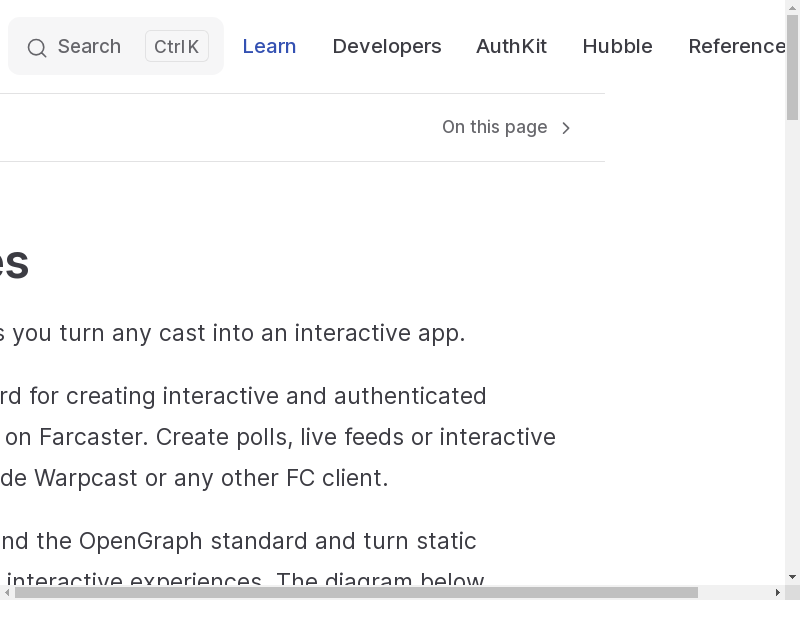 Search Ctrl K Learn Developers AuthKit Hubble Reference
On this page
es
s you turn any cast into an interactive app.
rd for creating interactive and authenticated
on Farcaster. Create polls, live feeds or interactive
de Warpcast or any other FC client.
nd the OpenGraph standard and turn static
interactive experiences. The diagram below